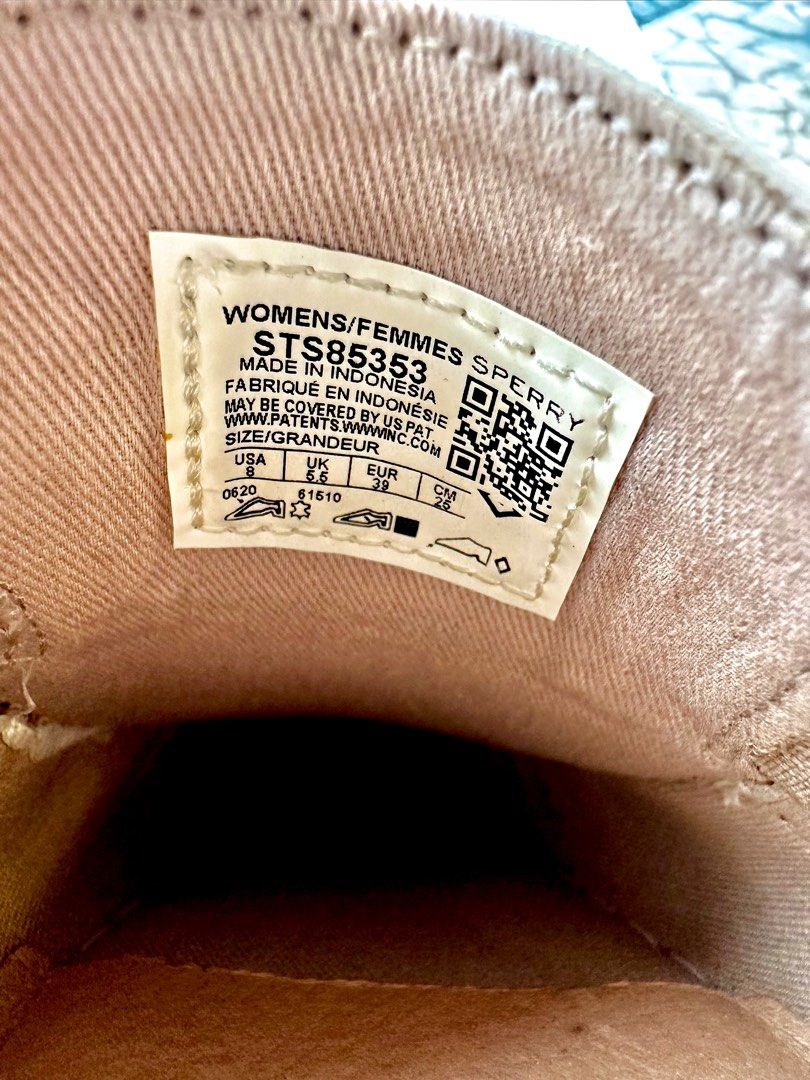 WOMENS/FEMMES SPERRY
STS85353
MADE IN INDONESIA
FABRIQUÉ EN INDONÉSIE
MAY BE COVERED BY US PAT.
WWW.PATENTS.WWWINC.COM
SIZE/GRANDEUR
USA UK EUR CM
8 5.5 39 25
0620 61510